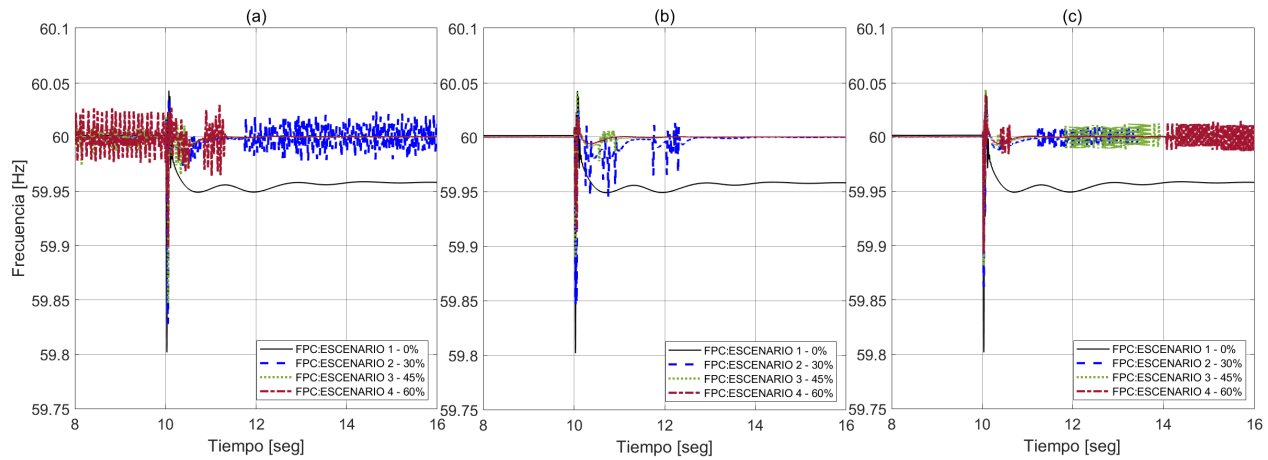 (a)
(b)
(c)
60.1
60.05
60
59.95
59.9
59.85
59.8
59.75
Frecuencia [Hz]
FPC:ESCENARIO 1 - 0%
FPC:ESCENARIO 2 - 30%
FPC:ESCENARIO 3 - 45%
FPC:ESCENARIO 4 - 60%
8
10
12
14
16
Tiempo [seg]
60.1
60.05
60
59.95
59.9
59.85
59.8
59.75
FPC:ESCENARIO 1 - 0%
FPC:ESCENARIO 2 - 30%
FPC:ESCENARIO 3 - 45%
FPC:ESCENARIO 4 - 60%
8
10
12
14
16
Tiempo [seg]
60.1
60.05
60
59.95
59.9
59.85
59.8
59.75
FPC:ESCENARIO 1 - 0%
FPC:ESCENARIO 2 - 30%
FPC:ESCENARIO 3 - 45%
FPC:ESCENARIO 4 - 60%
8
10
12
14
16
Tiempo [seg]